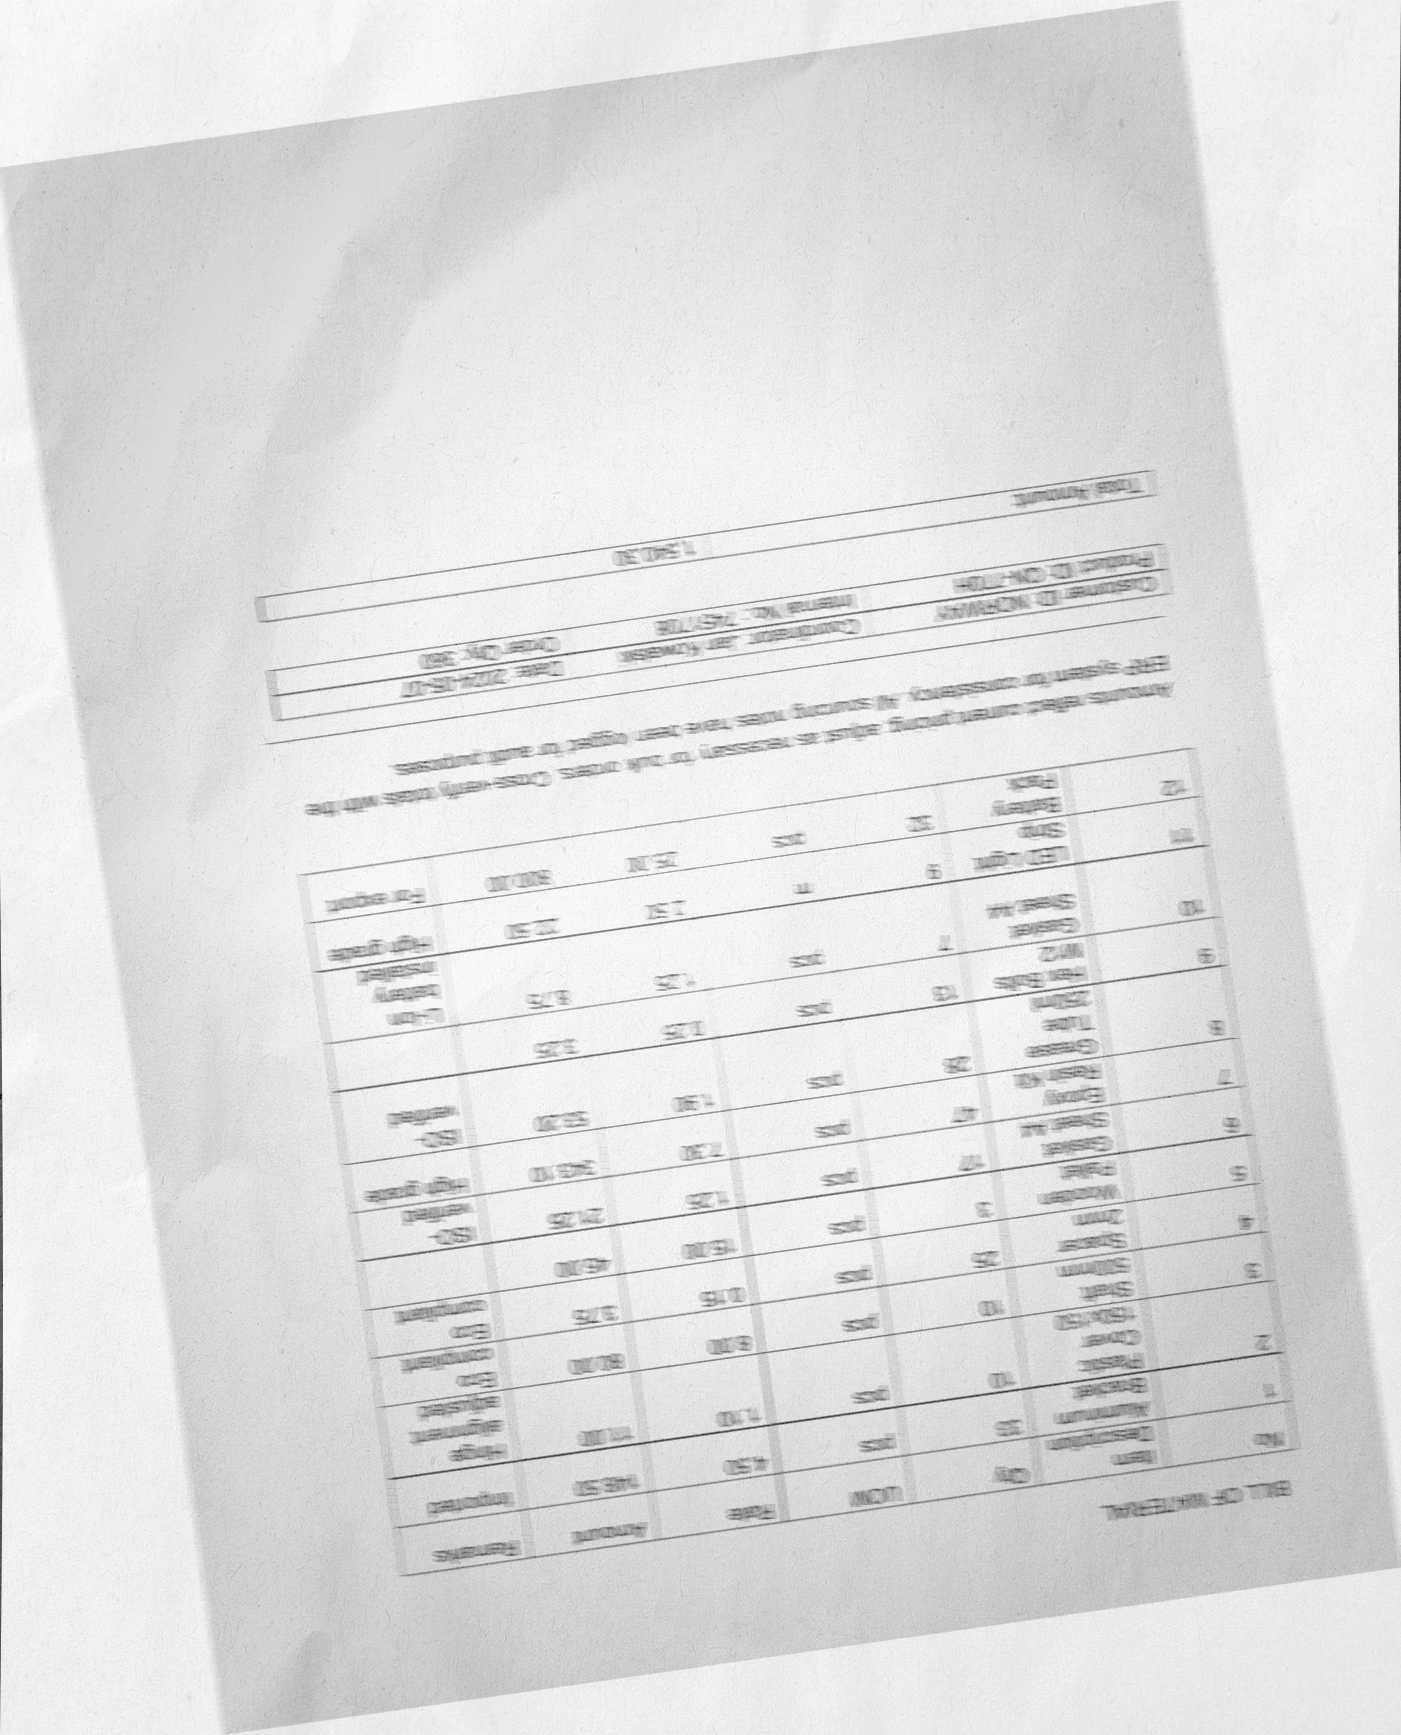 BILL OF MATERIAL
No Item Description Qty UOM Rate Amount Remarks
1 Aluminum Bracket 33 pcs 4.50 148.50 Imported
2 Plastic Cover 150x150 10 pcs 1.10 11.00 Hinge alignment adjusted
3 Shaft 500mm 10 pcs 8.00 80.00 Eco compliant
4 Spacer 2mm 25 pcs 0.15 3.75 Eco compliant
5 Wooden Pallet 3 pcs 15.00 45.00
6 Gasket Sheet A4 17 pcs 1.25 21.25 ISO-verified
7 Epoxy Resin Kit 47 pcs 7.30 343.10 High grade
8 Grease Tube 250ml 28 pcs 1.90 53.20 ISO-verified
9 Hex Bolts M12 13 pcs 0.25 3.25
10 Gasket Sheet A4 7 pcs 1.25 8.75 Li-ion battery installed
11 LED Light Strip 9 m 2.50 22.50 High grade
12 Battery Pack 32 pcs 25.00 800.00 For export
Amounts reflect current pricing; adjust as necessary for bulk orders. Cross-verify totals with the
ERP system for consistency. All sourcing notes have been logged for audit purposes.
Customer ID: NORWAY Coordinator: Jan Kowalski Date: 2024-05-07
Product ID: Internal No.: Order Qty: 360
Total Amount: 1,540.30